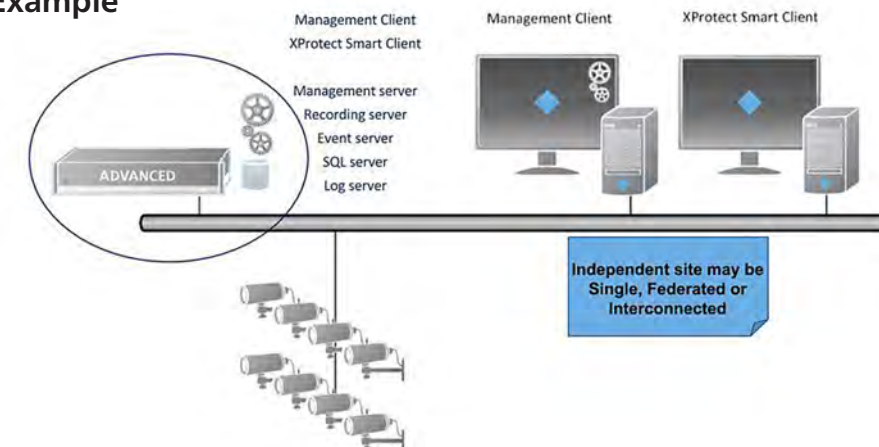 Example
Management Client
XProtect Smart Client
Management server
Recording server
Event server
SQL server
Log server
ADVANCED
Management Client
XProtect Smart Client
Independent site may be
Single, Federated or
Interconnected